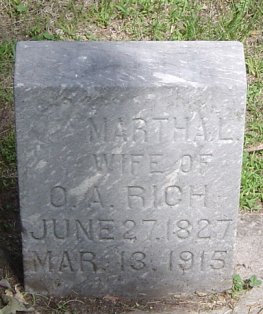 MARTHA L.
WIFE OF
O. A. RICH
JUNE 27, 1827
MAR. 13, 1915